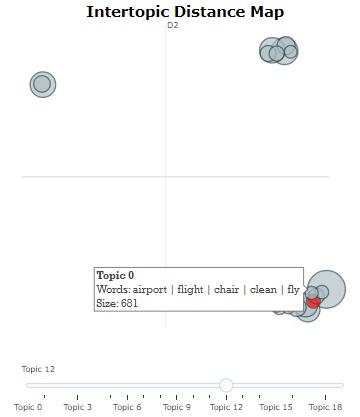 Intertopic Distance Map
D2
Topic 0
Words: airport | flight | chair | clean | fly
Size: 681
Topic 12
Topic 0 Topic 3 Topic 6 Topic 9 Topic 12 Topic 15 Topic 18